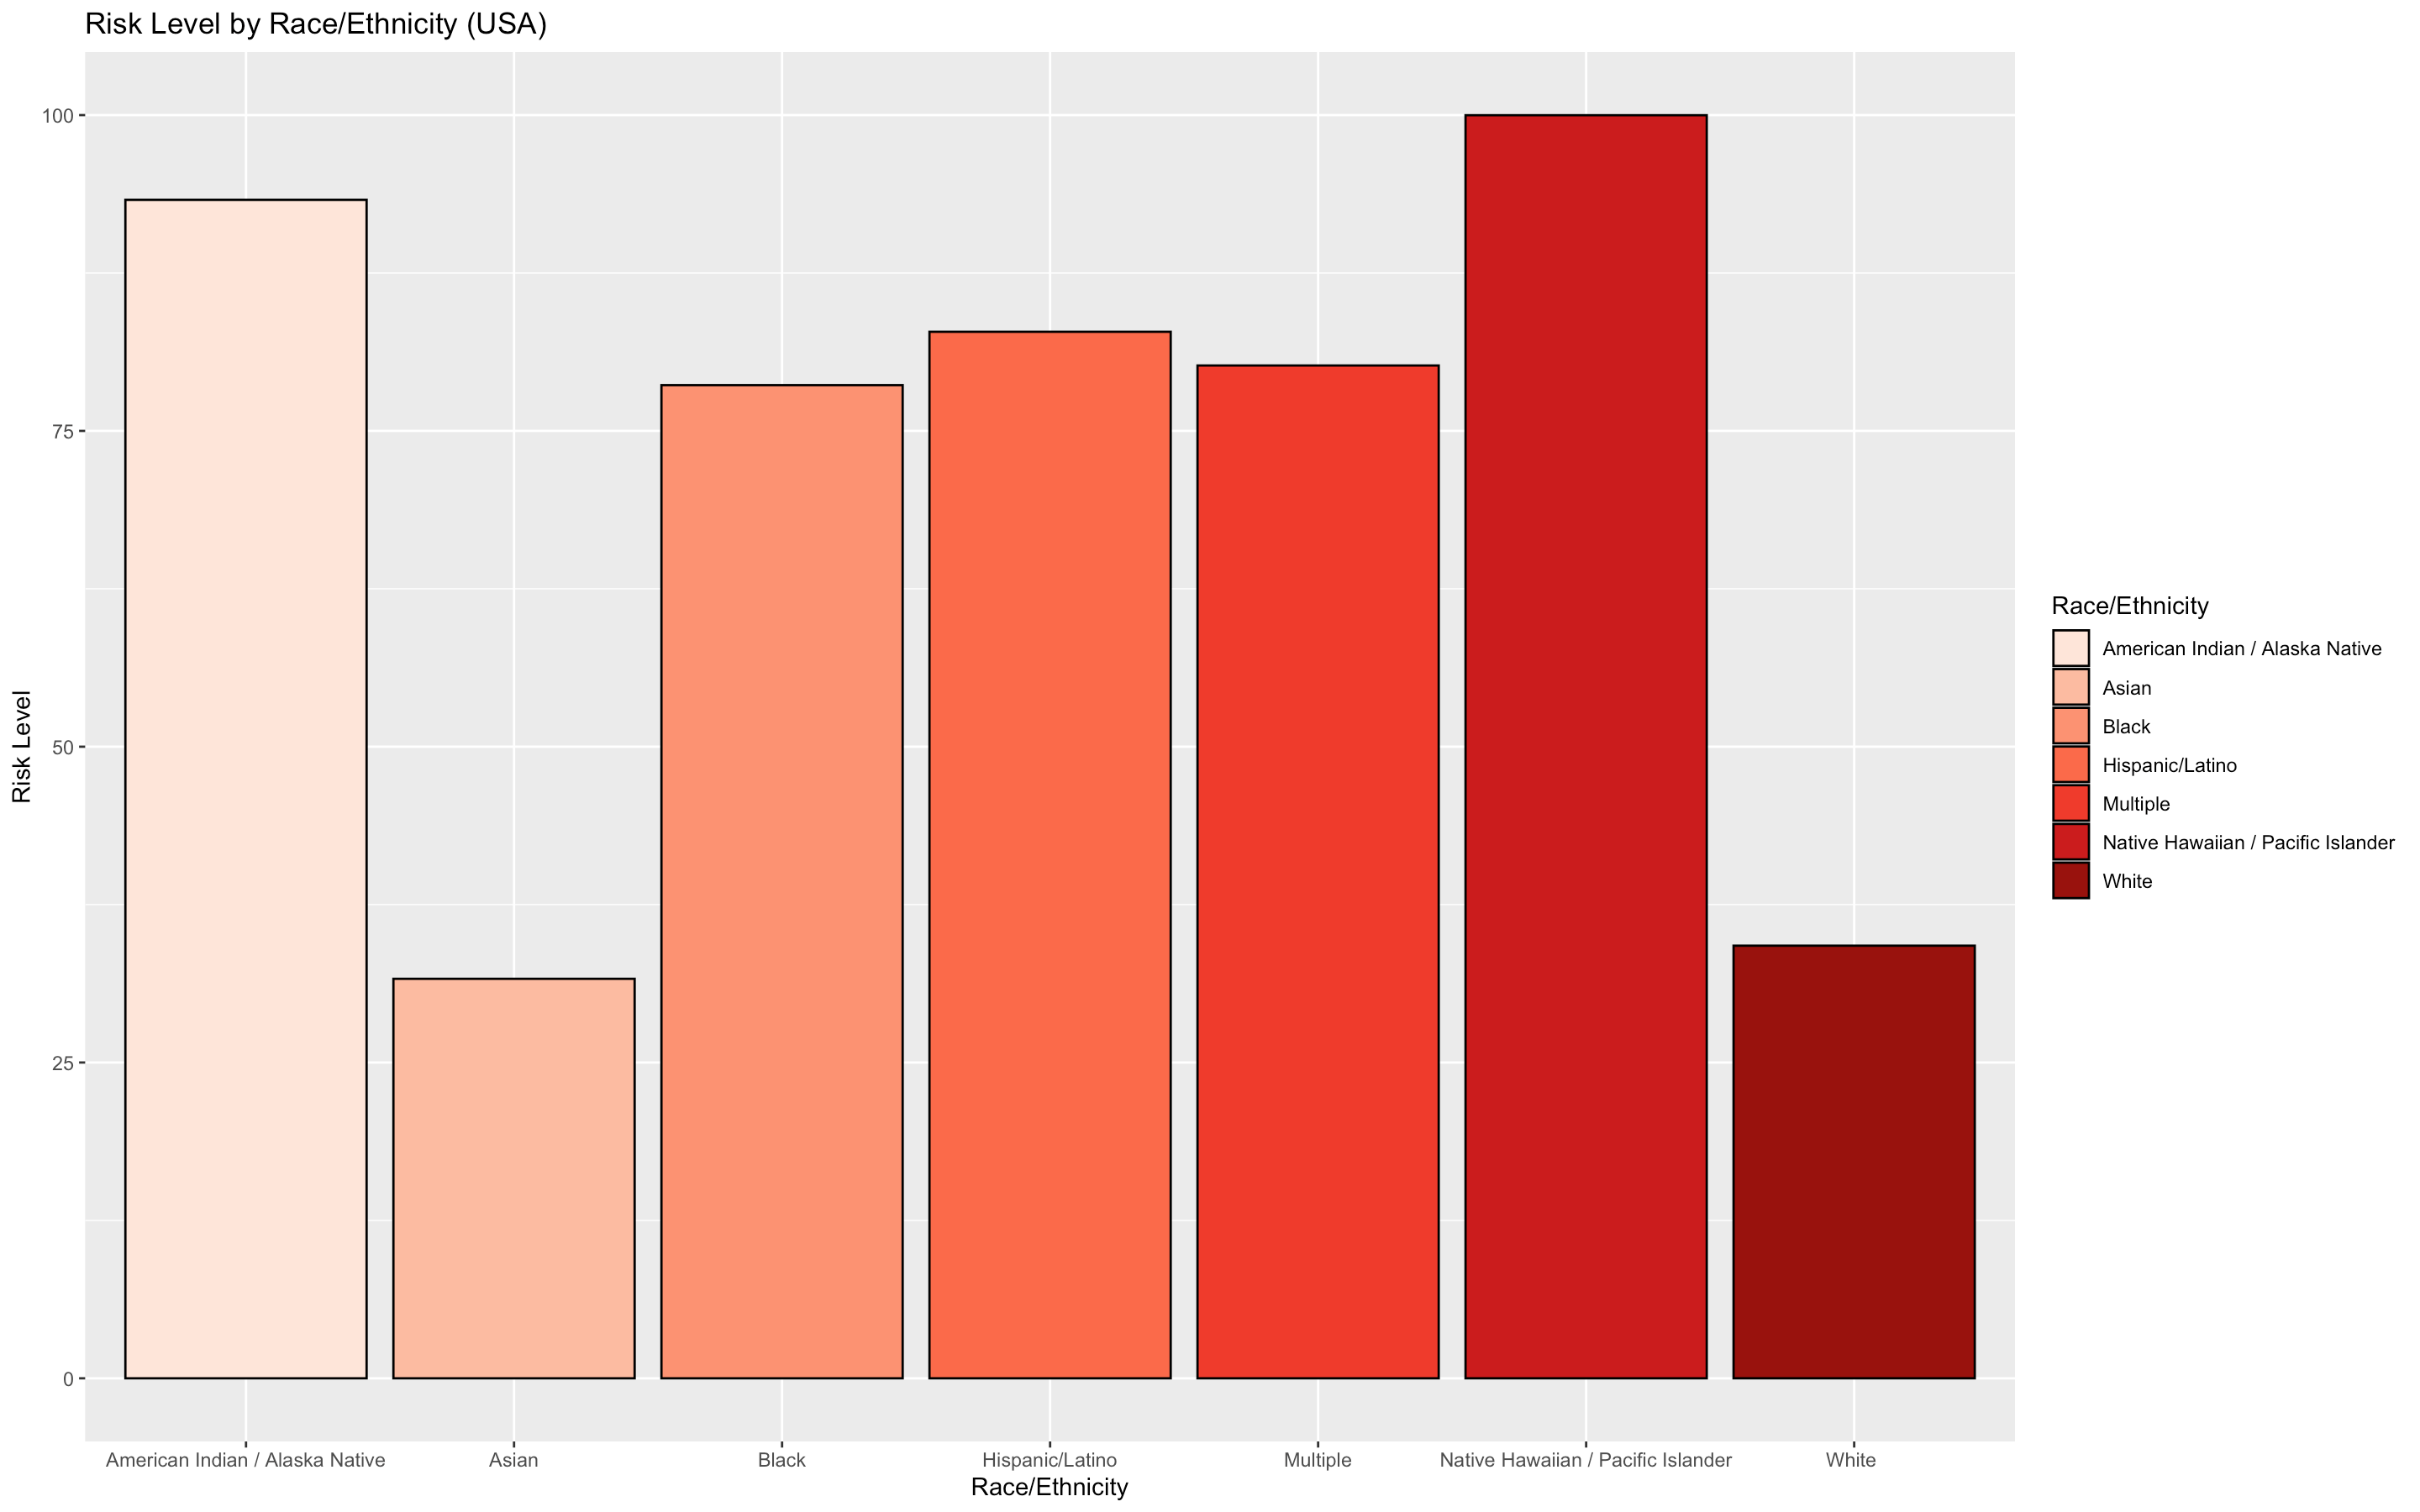 Risk Level by Race/Ethnicity (USA)
Risk Level
100
75
50
25
0
American Indian / Alaska Native
Asian
Black
Hispanic/Latino
Multiple
Native Hawaiian / Pacific Islander
White
Race/Ethnicity
Race/Ethnicity
American Indian / Alaska Native
Asian
Black
Hispanic/Latino
Multiple
Native Hawaiian / Pacific Islander
White